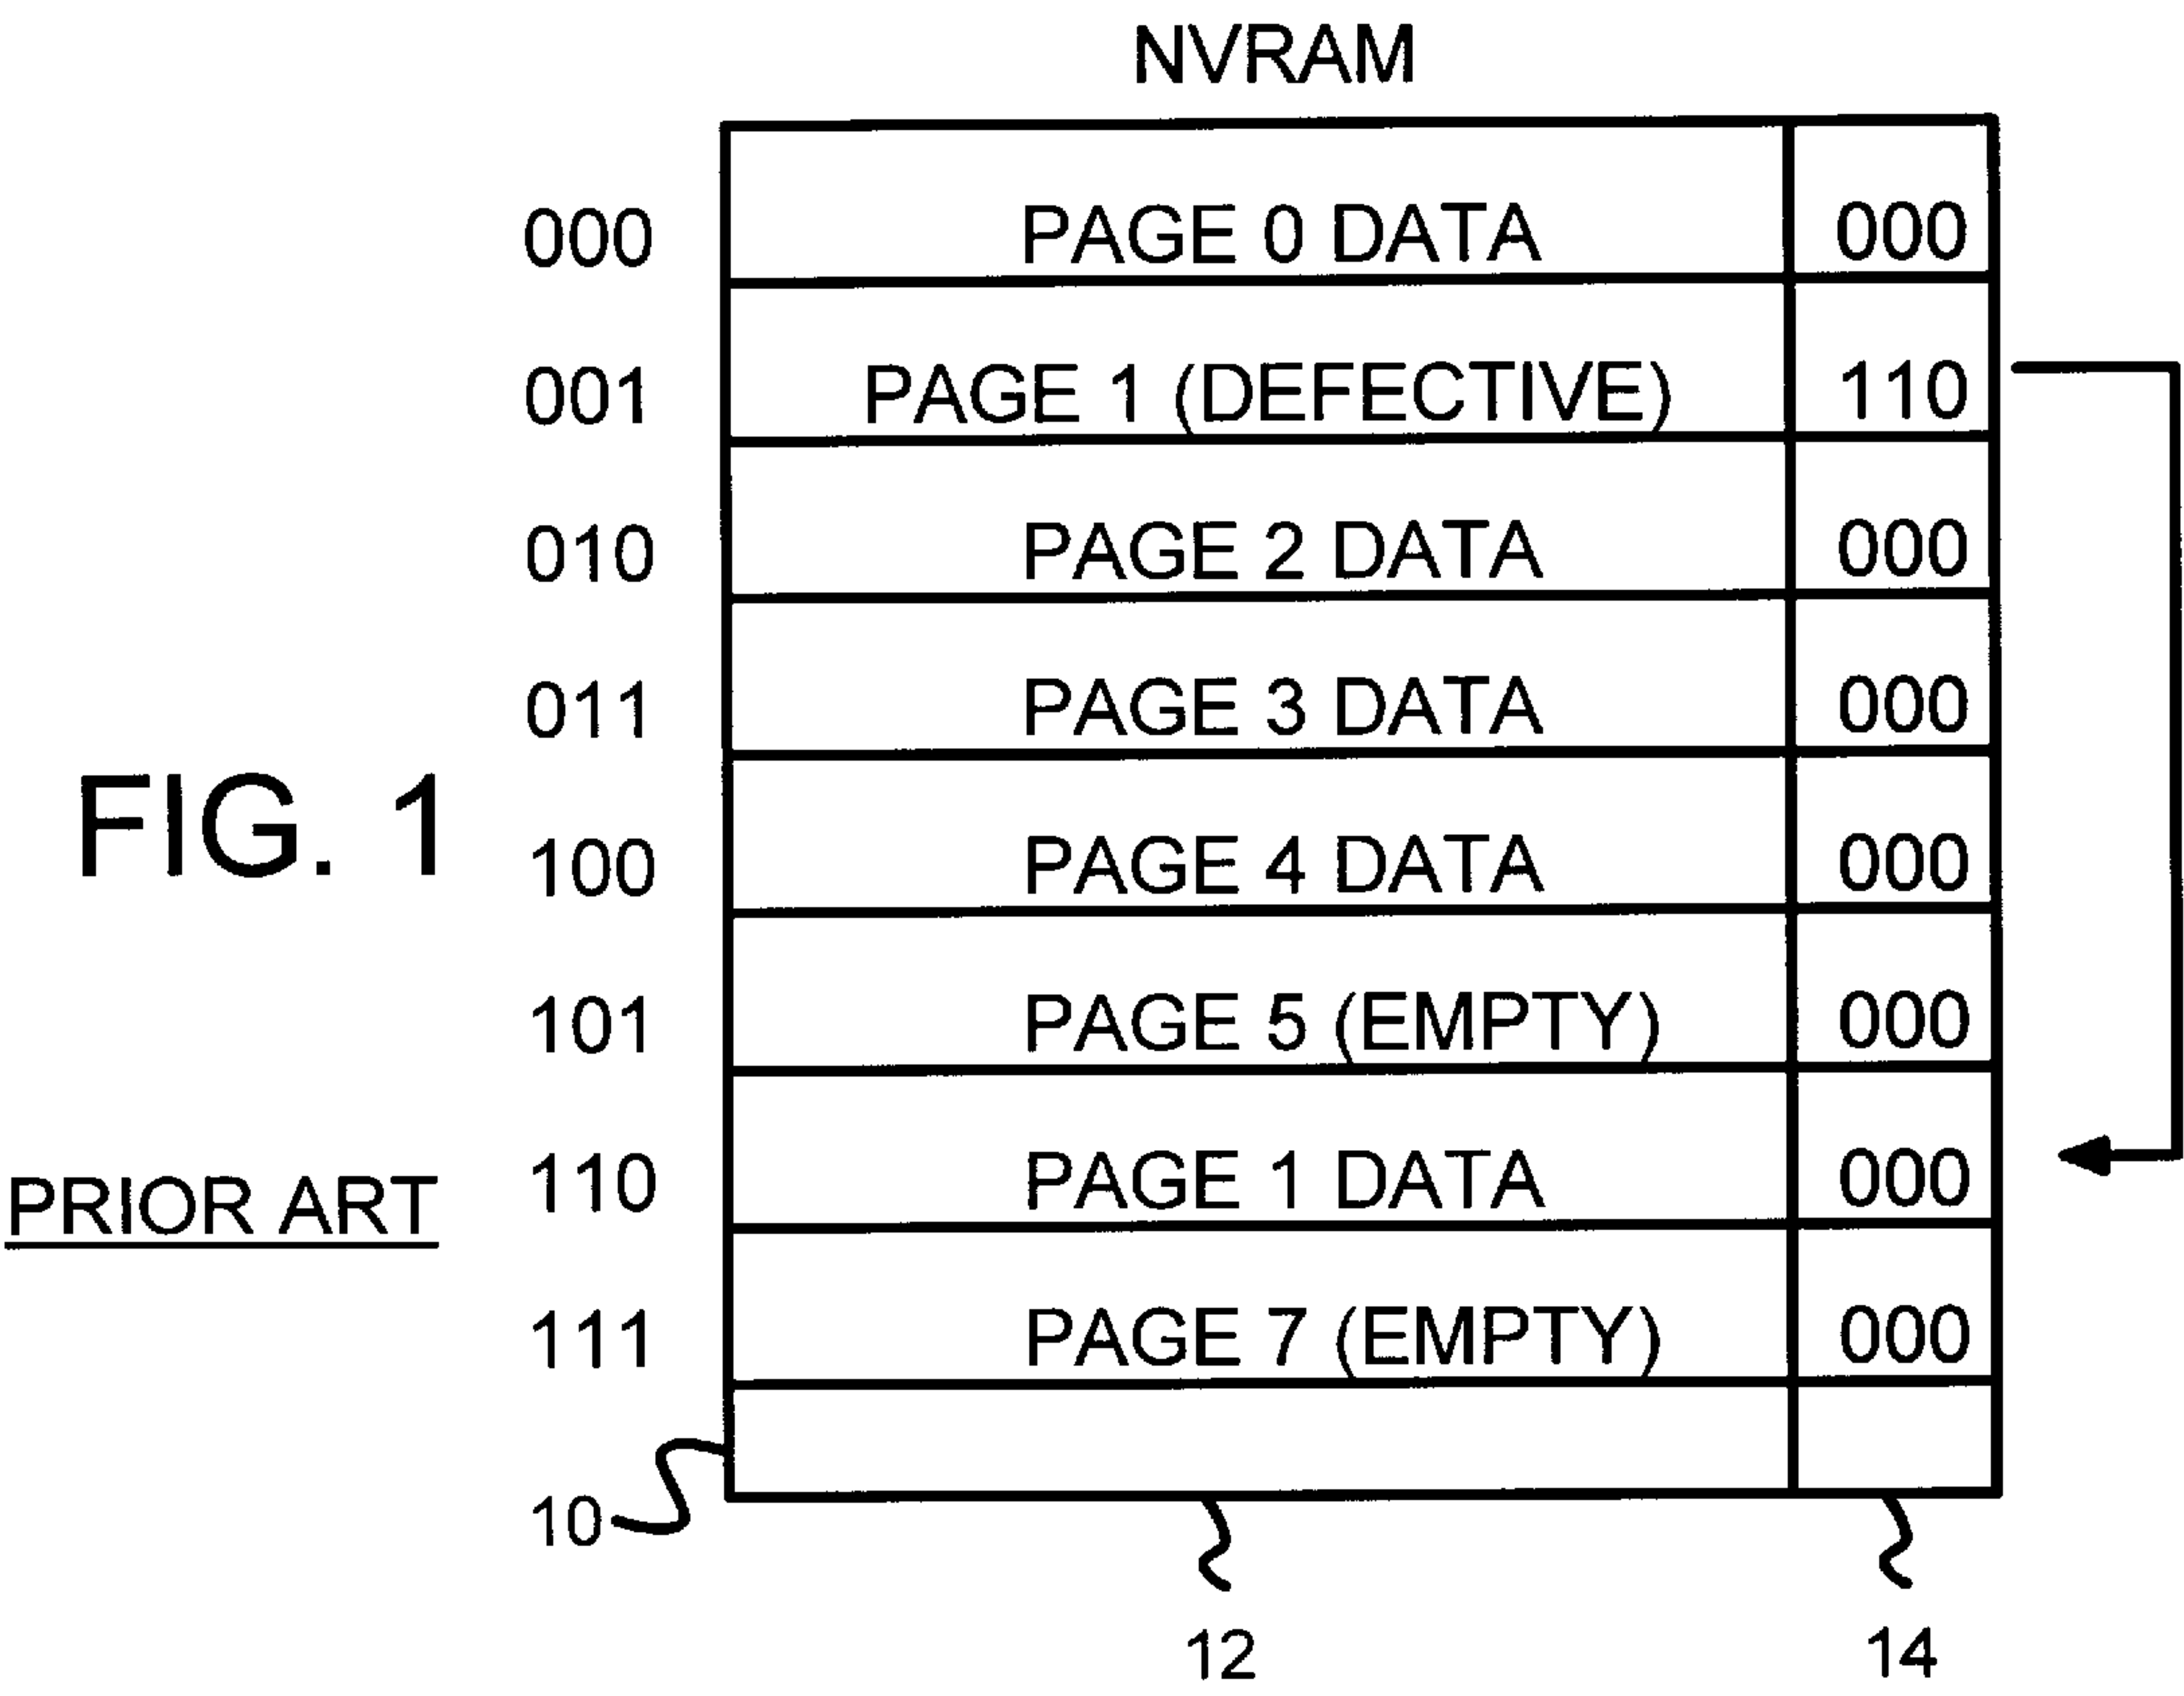 NVRAM
000 PAGE 0 DATA 000
001 PAGE 1 (DEFECTIVE) 110
010 PAGE 2 DATA 000
011 PAGE 3 DATA 000
FIG. 1
100 PAGE 4 DATA 000
101 PAGE 5 (EMPTY) 000
110 PAGE 1 DATA 000
PRIOR ART
111 PAGE 7 (EMPTY) 000
10
12 14